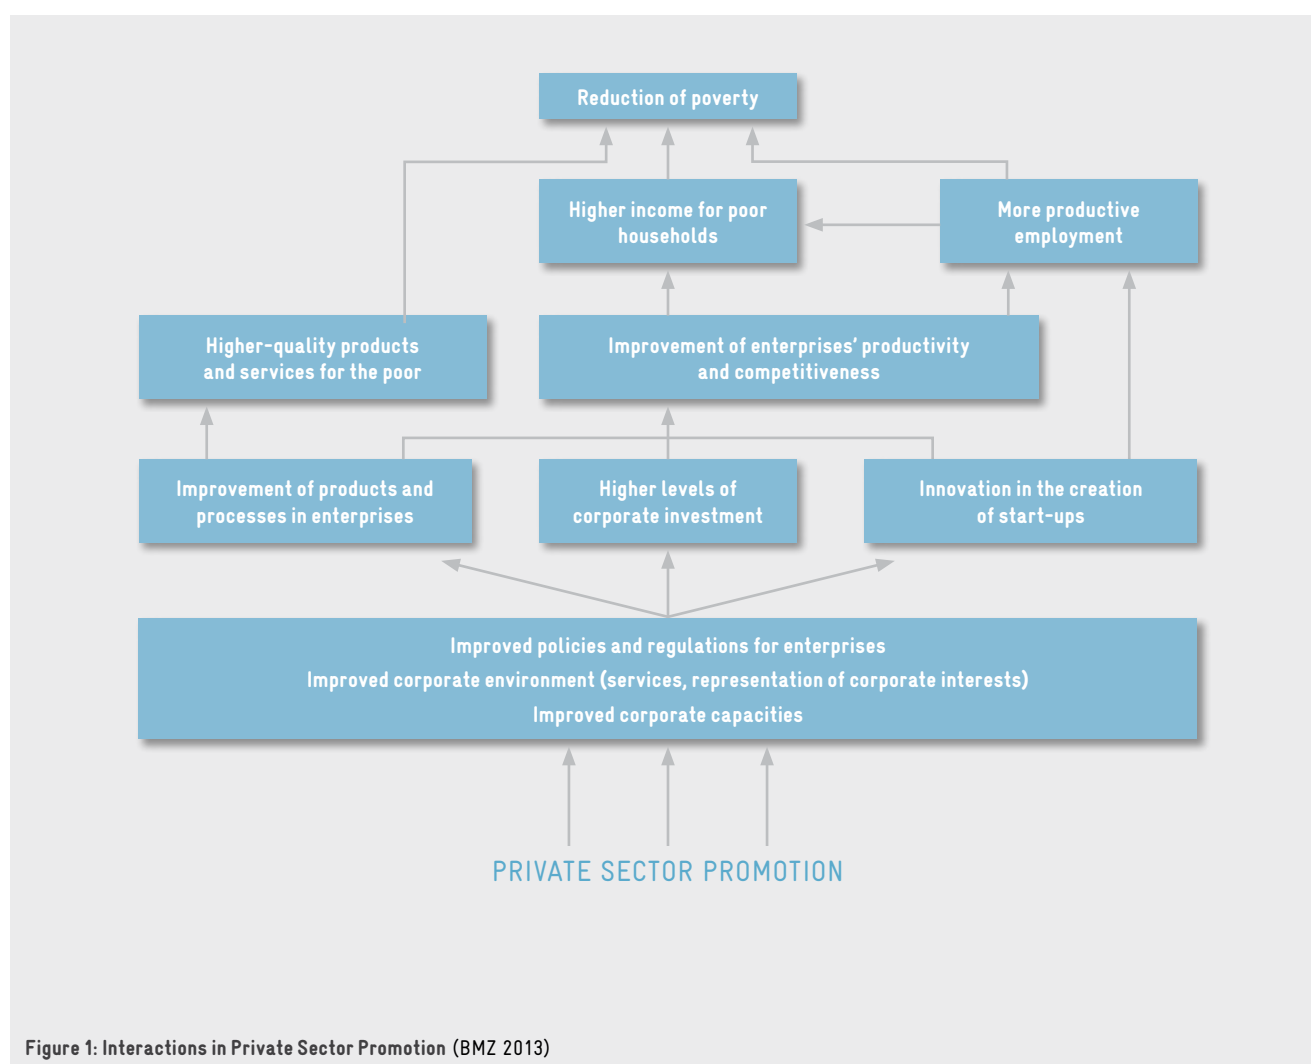 Reduction of poverty
Higher income for poor
households
More productive
employment
Higher-quality products
and services for the poor
Improvement of enterprises' productivity
and competitiveness
Improvement of products and
processes in enterprises
Higher levels of
corporate investment
Innovation in the creation
of start-ups
Improved policies and regulations for enterprises
Improved corporate environment (services, representation of corporate interests)
Improved corporate capacities
PRIVATE SECTOR PROMOTION
Figure 1: Interactions in Private Sector Promotion (BMZ 2013)